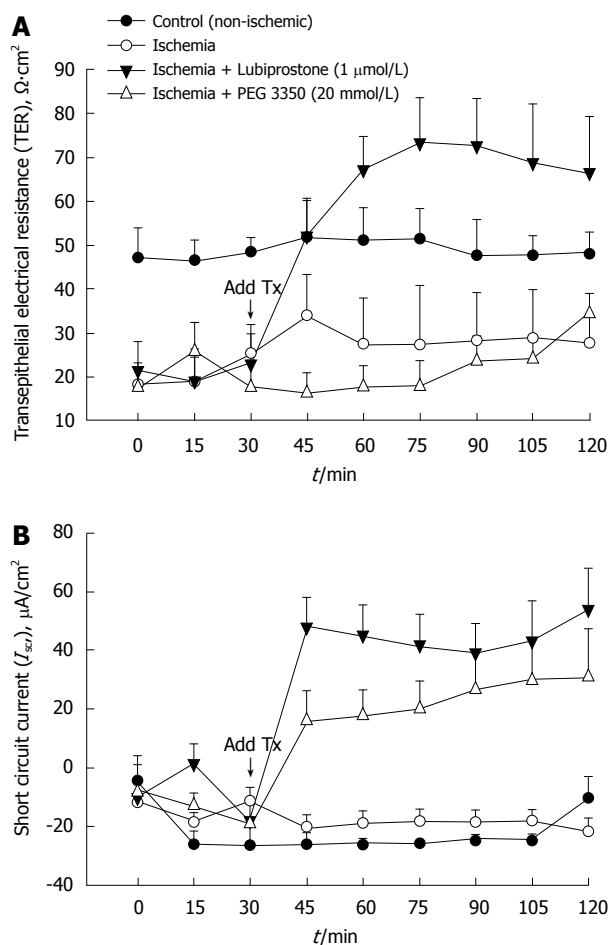 A
Control (non-ischemic)
Ischemia
Ischemia + Lubiprostone (1 μmol/L)
Ischemia + PEG 3350 (20 mmol/L)
Transepithelial electrical resistance (TER), Ω·cm²
90
80
70
60
50
40
30
20
10
Add Tx
0 15 30 45 60 75 90 105 120
t/min
B
Short circuit current (Isc), μA/cm²
80
60
40
20
0
-20
-40
Add Tx
0 15 30 45 60 75 90 105 120
t/min